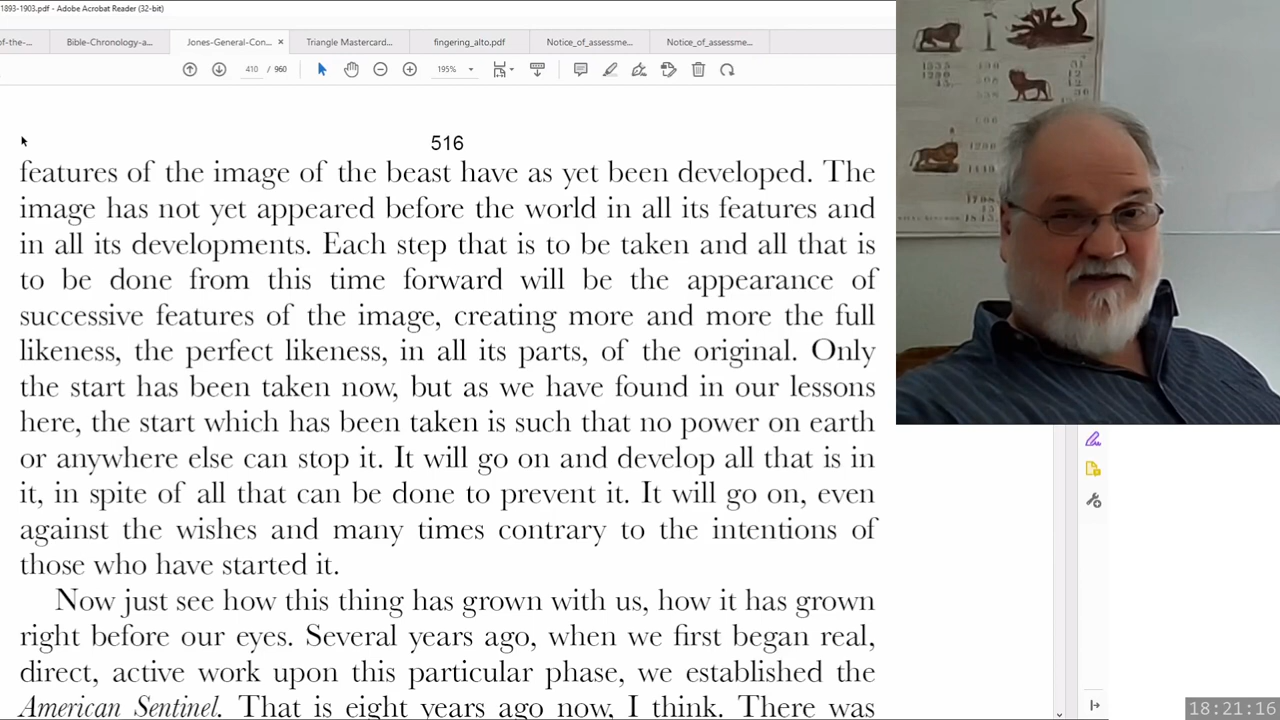 1893-1903.pdf - Adobe Acrobat Reader (32-bit)
of-the-... Bible-Chronology-a... Jones-General-Con... × Triangle Mastercard... fingering_alto.pdf Notice_of_assessme... Notice_of_assessme...
410 / 960 195%
516
features of the image of the beast have as yet been developed. The
image has not yet appeared before the world in all its features and
in all its developments. Each step that is to be taken and all that is
to be done from this time forward will be the appearance of
successive features of the image, creating more and more the full
likeness, the perfect likeness, in all its parts, of the original. Only
the start has been taken now, but as we have found in our lessons
here, the start which has been taken is such that no power on earth
or anywhere else can stop it. It will go on and develop all that is in
it, in spite of all that can be done to prevent it. It will go on, even
against the wishes and many times contrary to the intentions of
those who have started it.
Now just see how this thing has grown with us, how it has grown
right before our eyes. Several years ago, when we first began real,
direct, active work upon this particular phase, we established the
American Sentinel. That is eight years ago now, I think. There was
1335
1290
45
18:21:16